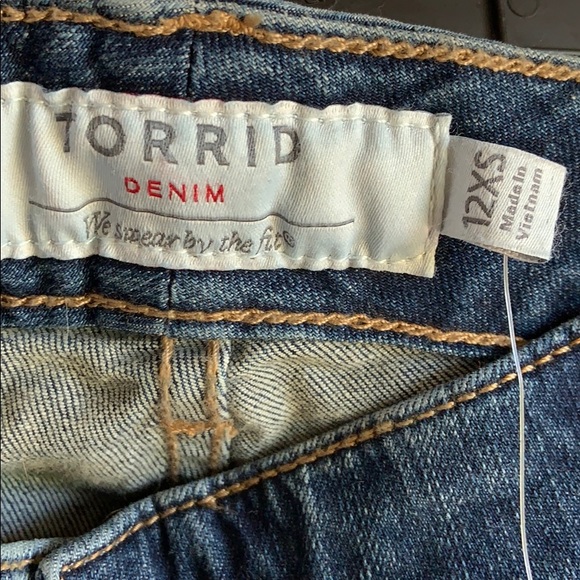 TORRID
DENIM
We swear by the fit®
12XS
Made in
Vietnam